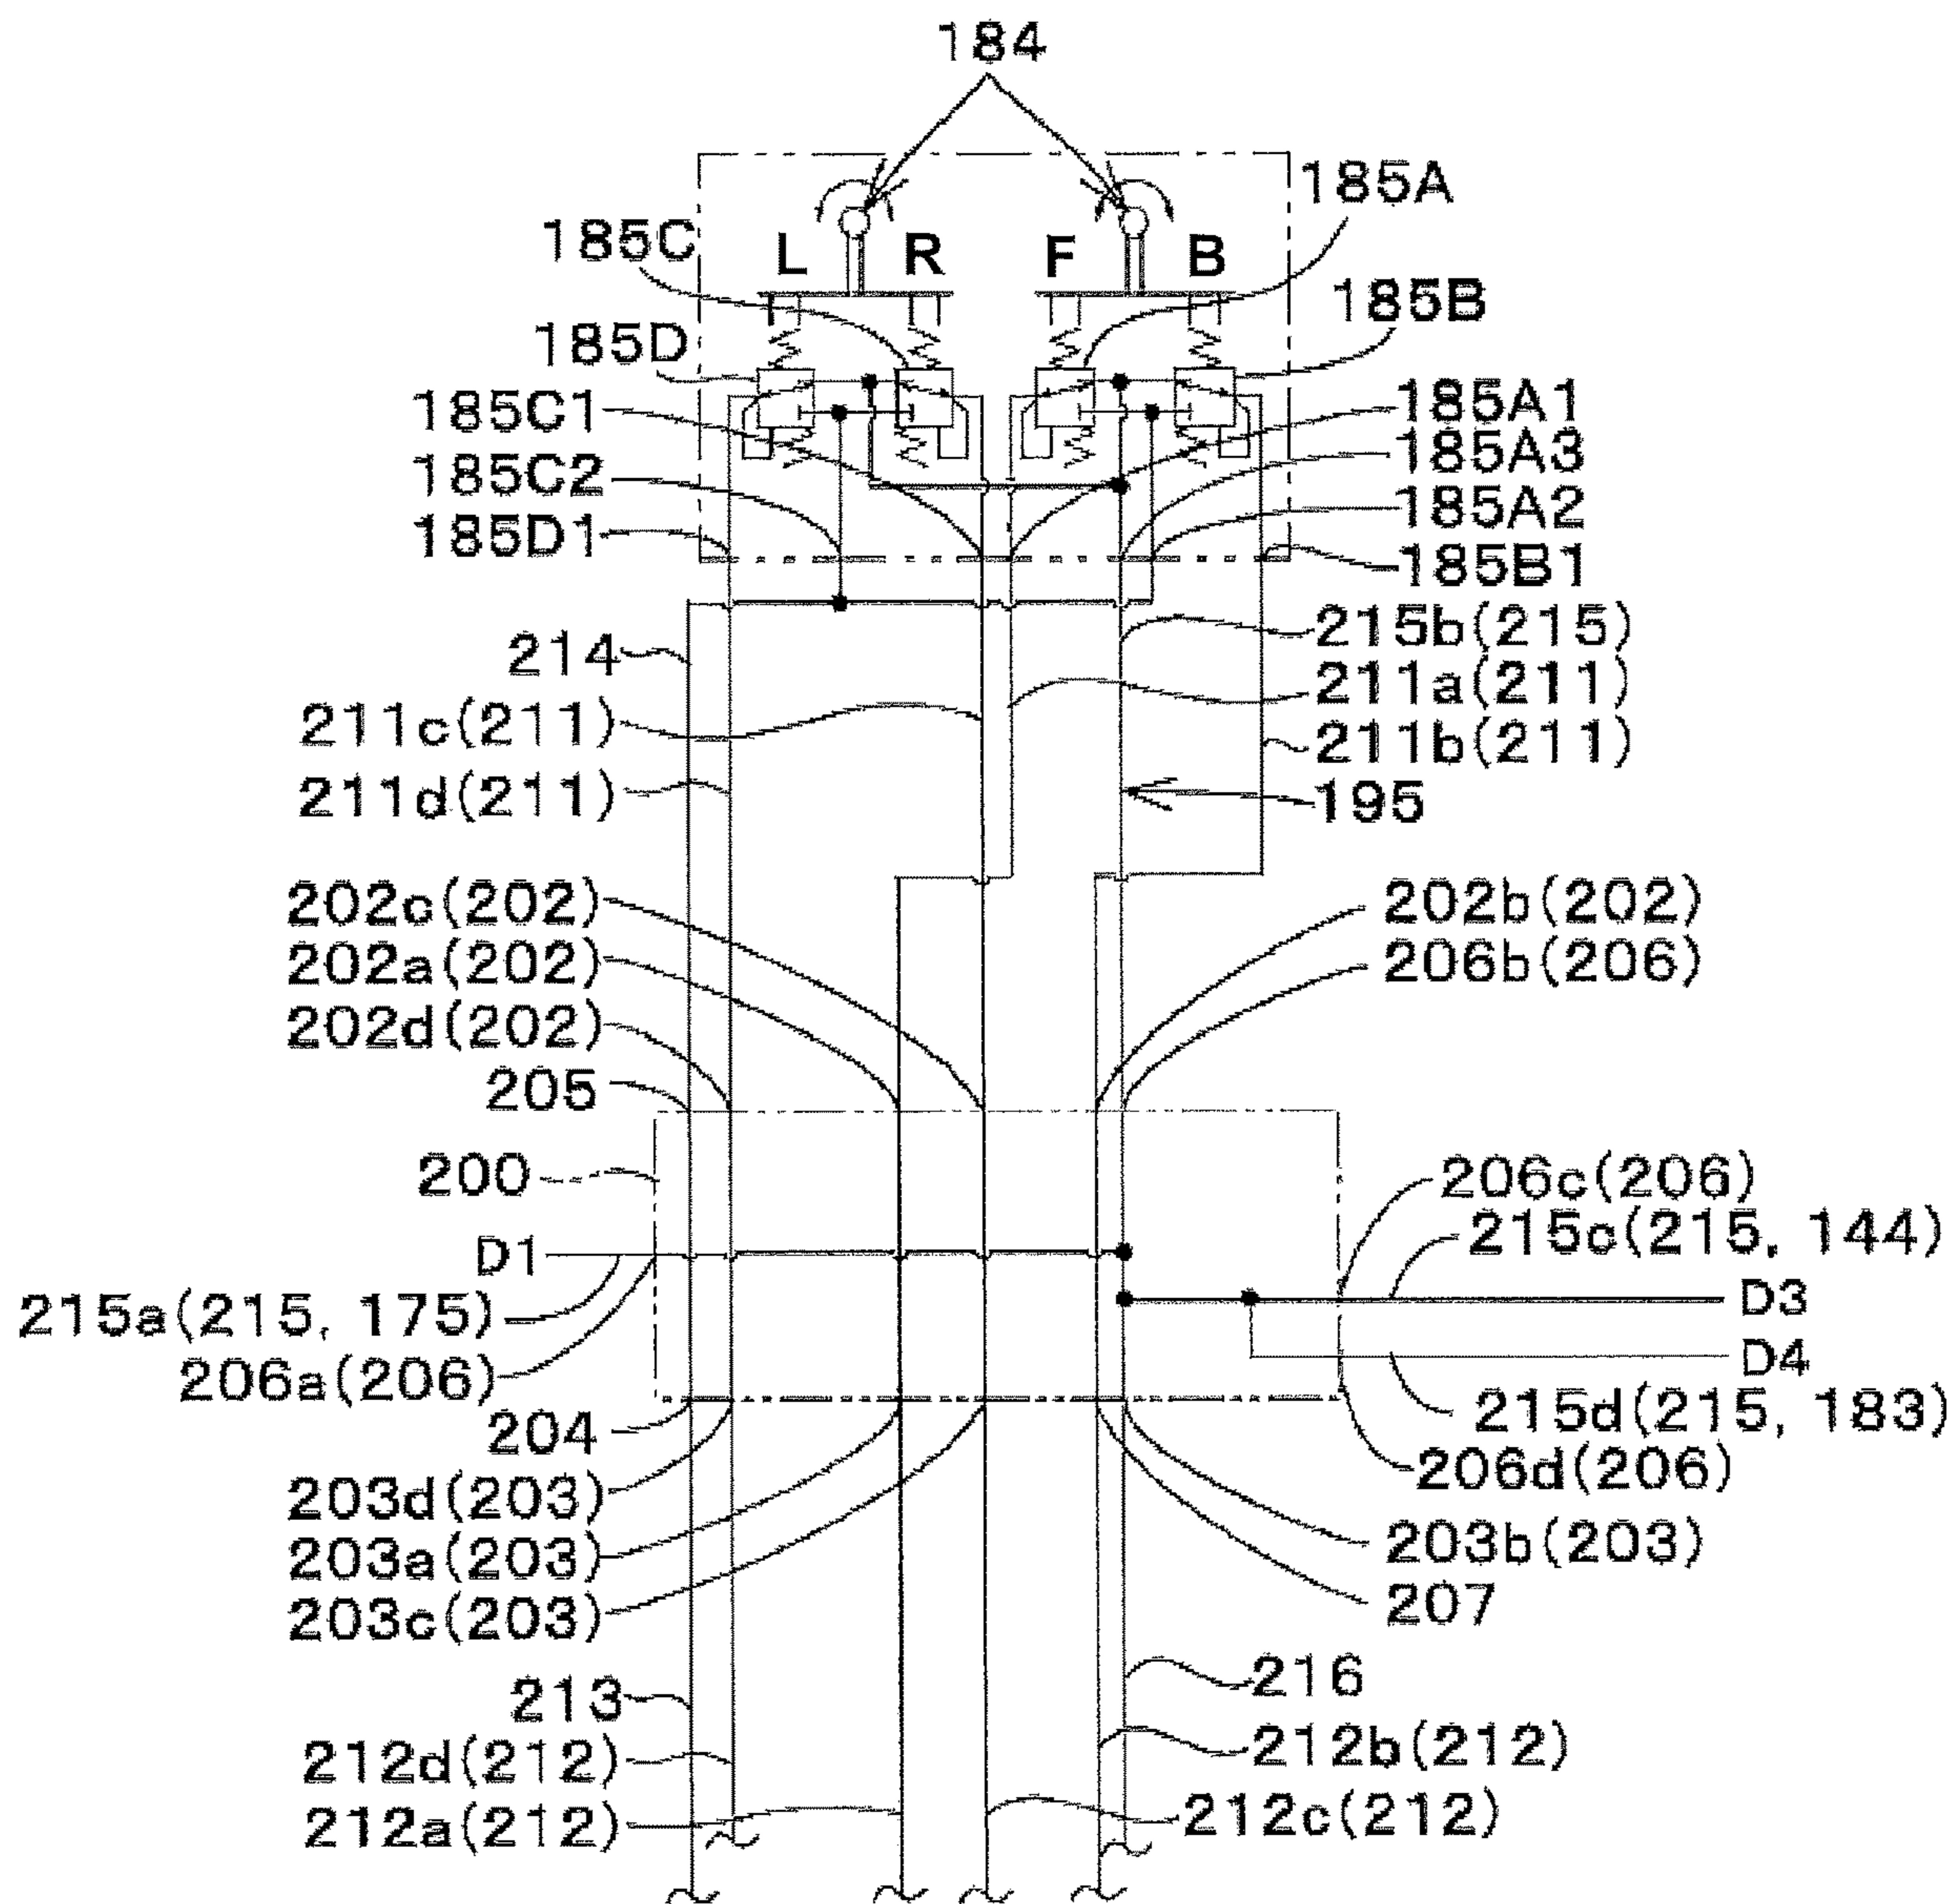 184
185A
185C
L R F B
185B
185D
185C1
185A1
185A3
185C2
185A2
185D1
185B1
215b(215)
214
211a(211)
211c(211)
211b(211)
211d(211)
195
202c(202)
202b(202)
202a(202)
206b(206)
202d(202)
205
200
206c(206)
215c(215, 144)
D1
D3
215a(215, 175)
D4
206a(206)
215d(215, 183)
204
206d(206)
203d(203)
203b(203)
203a(203)
207
203c(203)
216
213
212b(212)
212d(212)
212c(212)
212a(212)